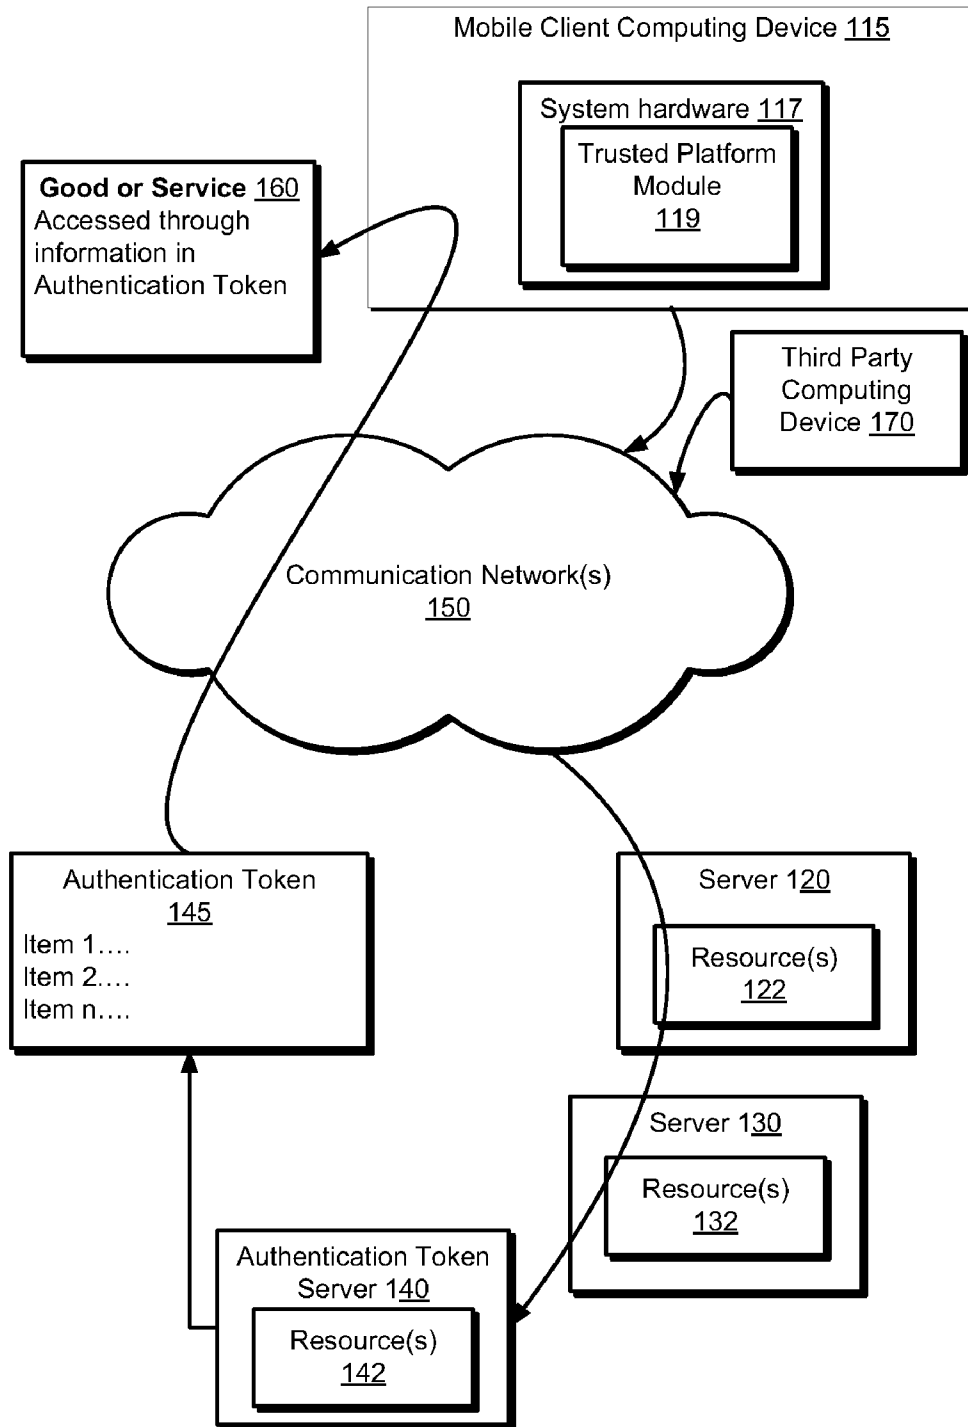 Mobile Client Computing Device 115
System hardware 117
Trusted Platform
Module
119
Good or Service 160
Accessed through
information in
Authentication Token
Third Party
Computing
Device 170
Communication Network(s)
150
Authentication Token
145
Item 1....
Item 2....
Item n....
Server 120
Resource(s)
122
Server 130
Resource(s)
132
Authentication Token
Server 140
Resource(s)
142